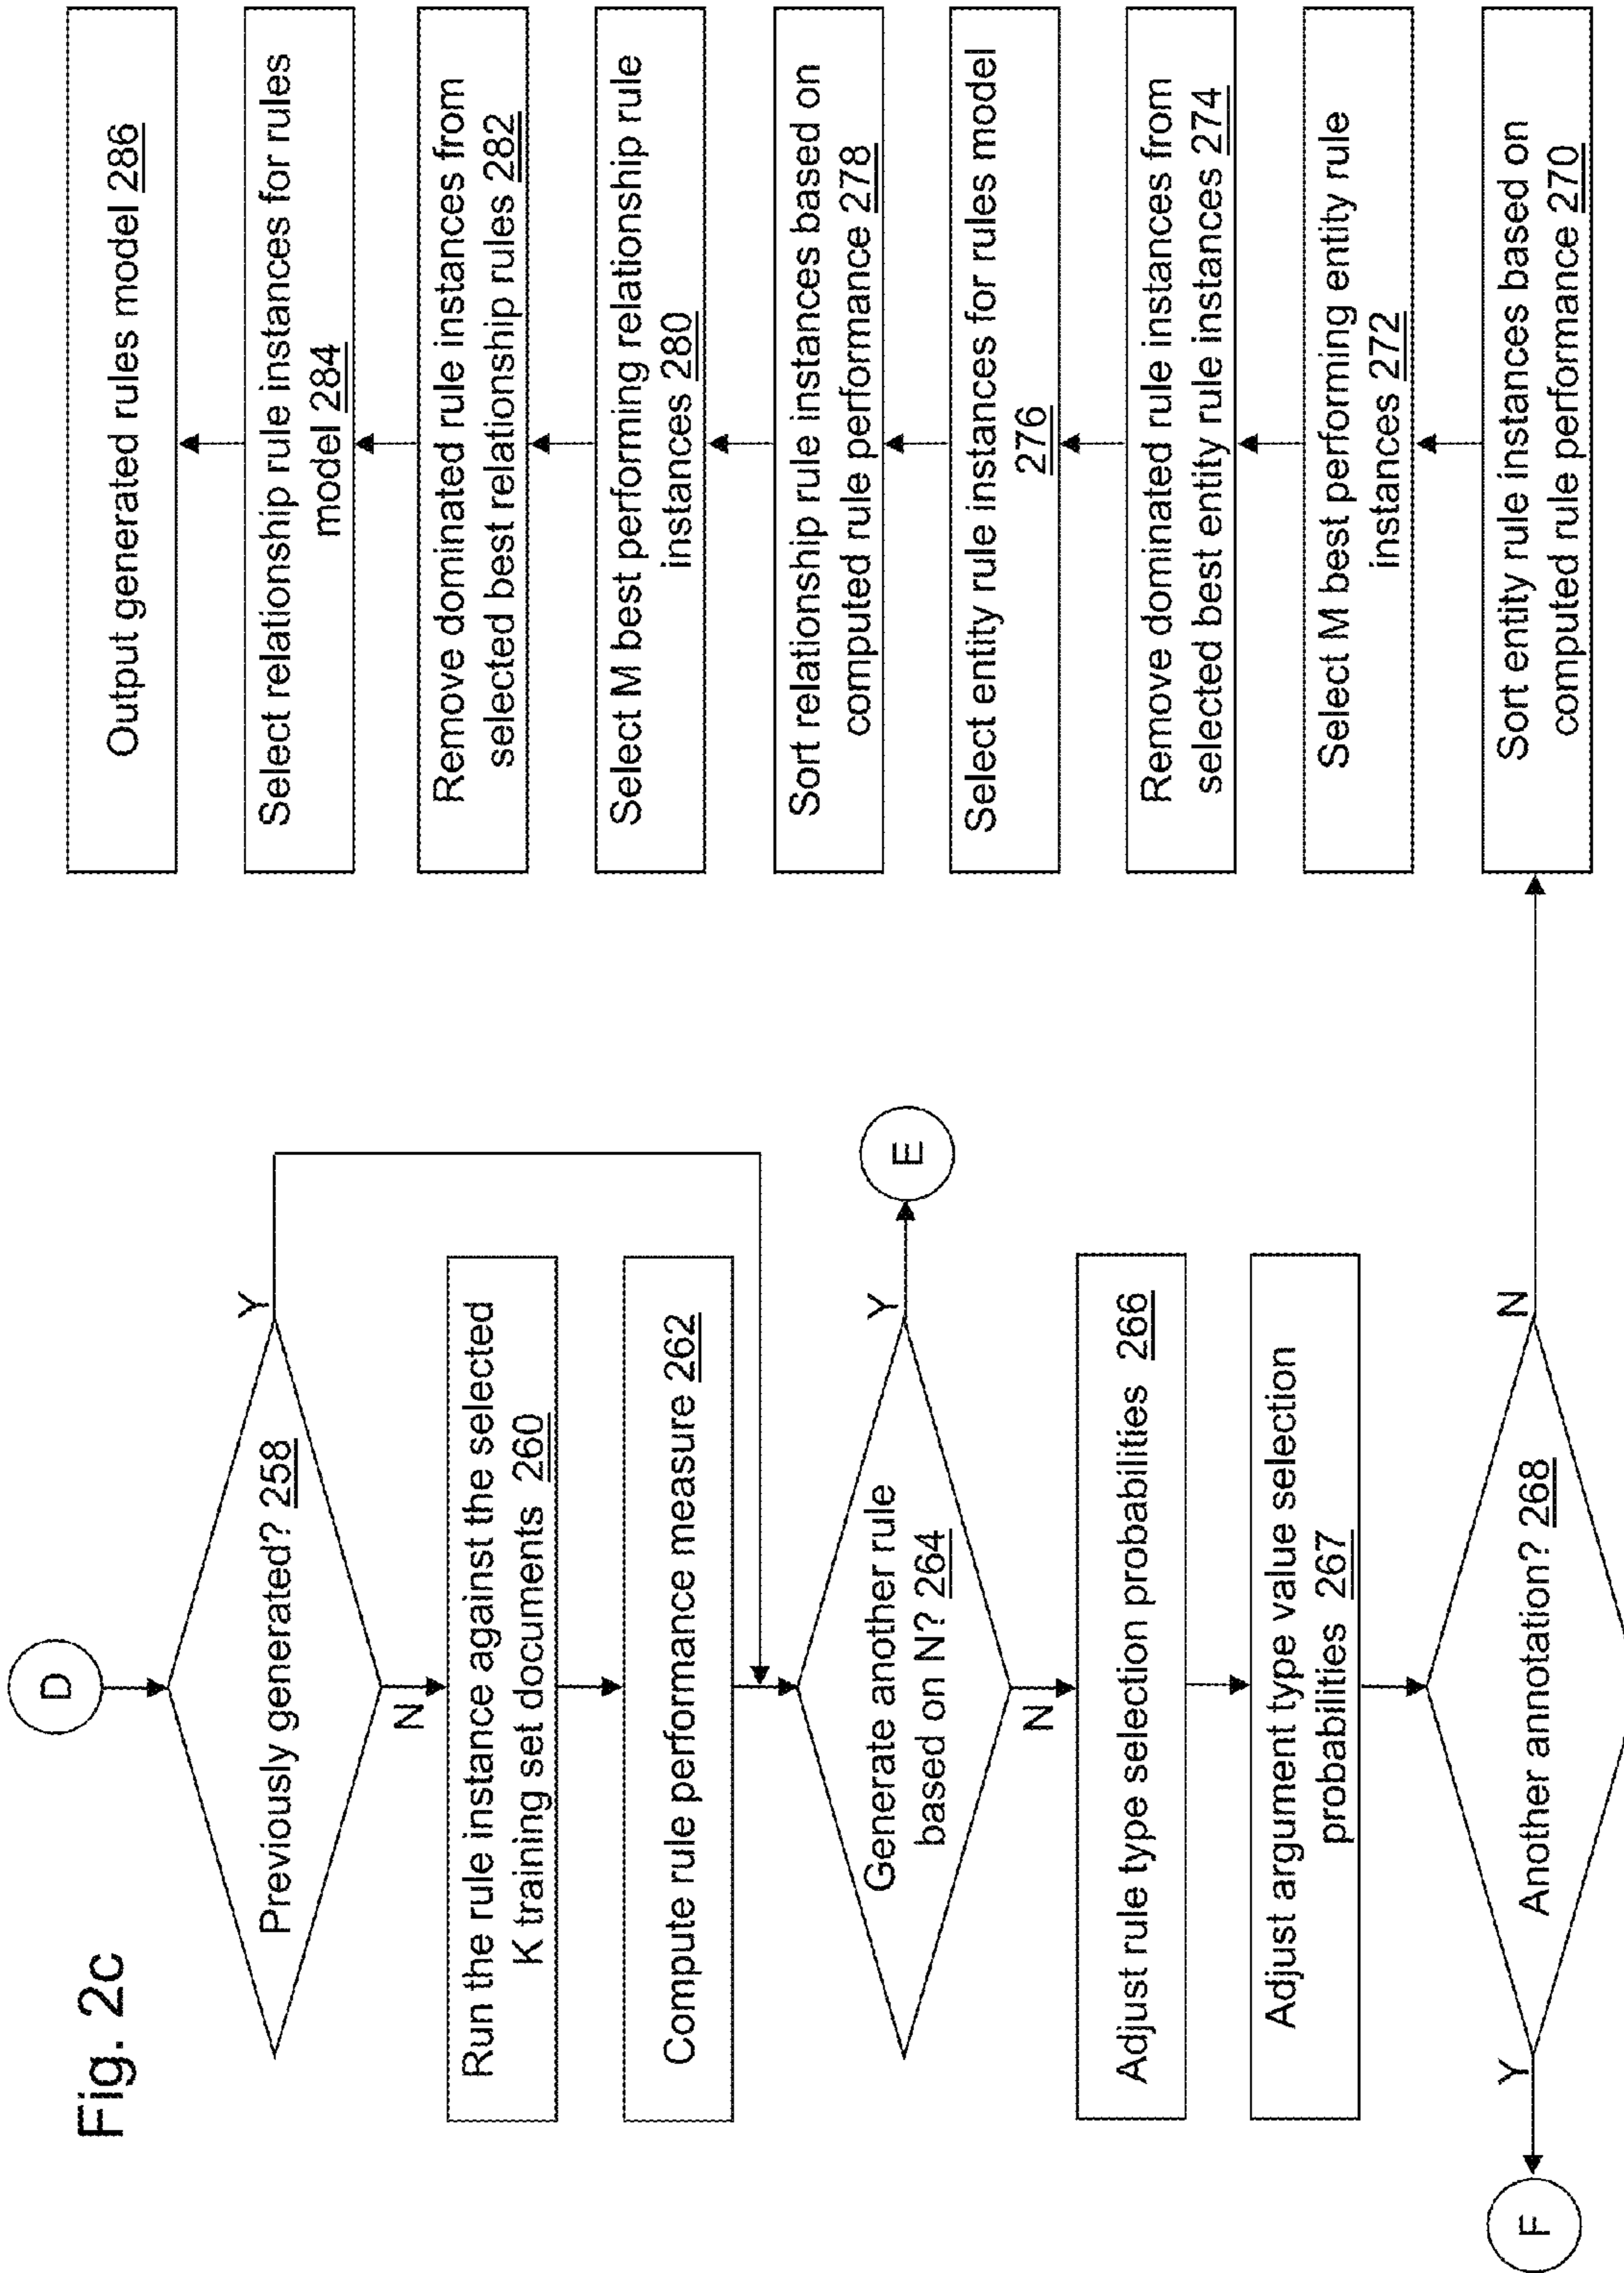 Fig. 2c
D
Previously generated? 258
Y
N
Run the rule instance against the selected
K training set documents 260
Compute rule performance measure 262
Generate another rule
based on N? 264
Y
E
N
Adjust rule type selection probabilities 266
Adjust argument type value selection
probabilities 267
Another annotation? 268
Y
F
N
Sort entity rule instances based on
computed rule performance 270
Select M best performing entity rule
instances 272
Remove dominated rule instances from
selected best entity rule instances 274
Select entity rule instances for rules model
276
Sort relationship rule instances based on
computed rule performance 278
Select M best performing relationship rule
instances 280
Remove dominated rule instances from
selected best relationship rules 282
Select relationship rule instances for rules
model 284
Output generated rules model 286